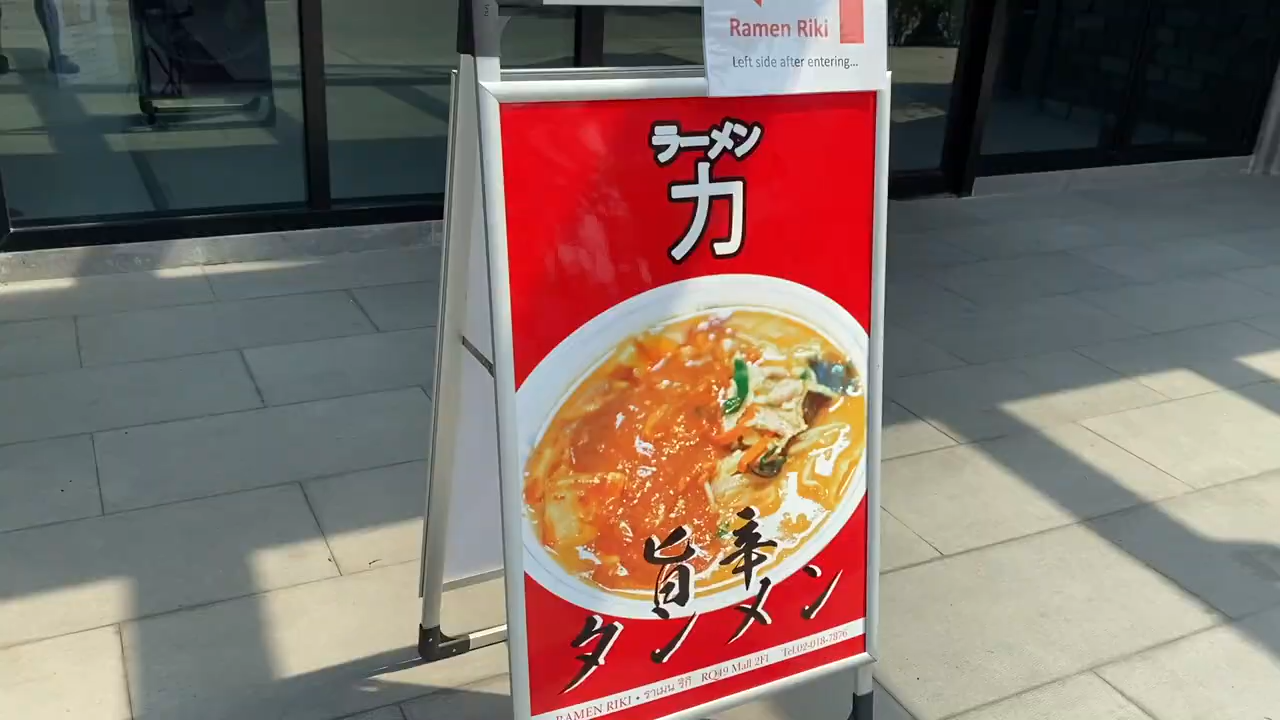 Ramen Riki
Left side after entering...
ラーメン
力
旨辛
タンメン
RAMEN RIKI • ราเมน ริกิ RQ49 Mall 2F1 Tel.02-018-7876